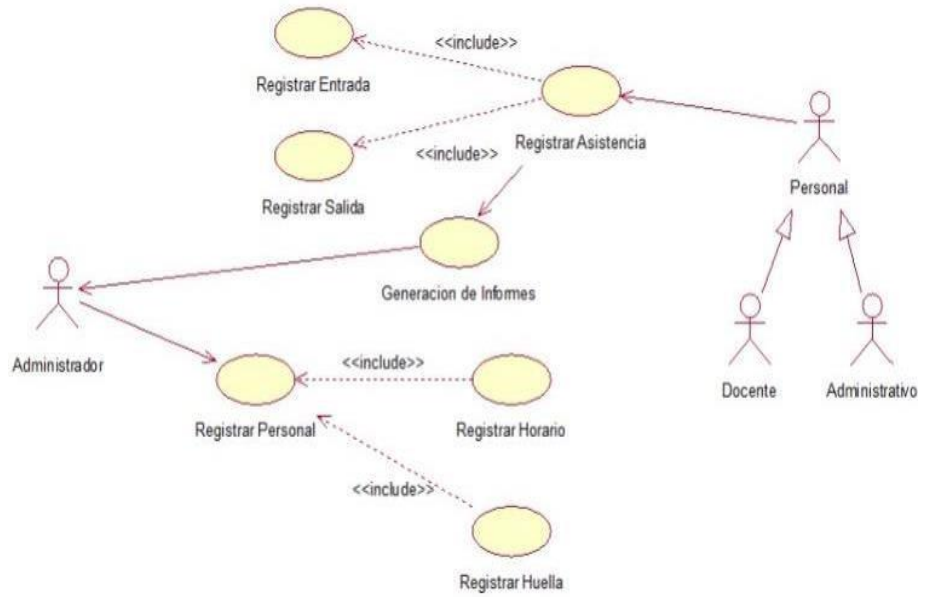 <<include>>
Registrar Entrada
<<include>>
Registrar Asistencia
Registrar Salida
Personal
Generacion de Informes
Administrador
<<include>>
Docente
Administrativo
Registrar Personal
Registrar Horario
<<include>>
Registrar Huella